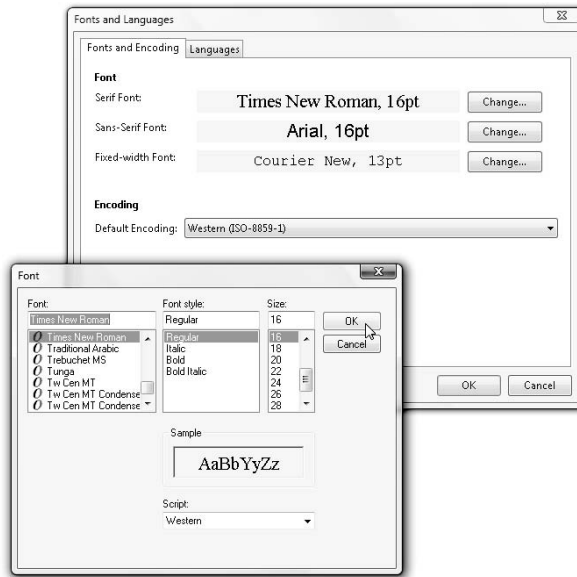 Fonts and Languages
Fonts and Encoding
Languages
Font
Serif Font:
Times New Roman, 16pt
Change...
Sans-Serif Font:
Arial, 16pt
Change...
Fixed-width Font:
Courier New, 13pt
Change...
Encoding
Default Encoding:
Western (ISO-8859-1)
OK
Cancel
Font
Font:
Times New Roman
Times New Roman
Traditional Arabic
Trebuchet MS
Tunga
Tw Cen MT
Tw Cen MT Condense
Tw Cen MT Condense
Font style:
Regular
Regular
Italic
Bold
Bold Italic
Size:
16
16
18
20
22
24
26
28
OK
Cancel
Sample
AaBbYyZz
Script:
Western